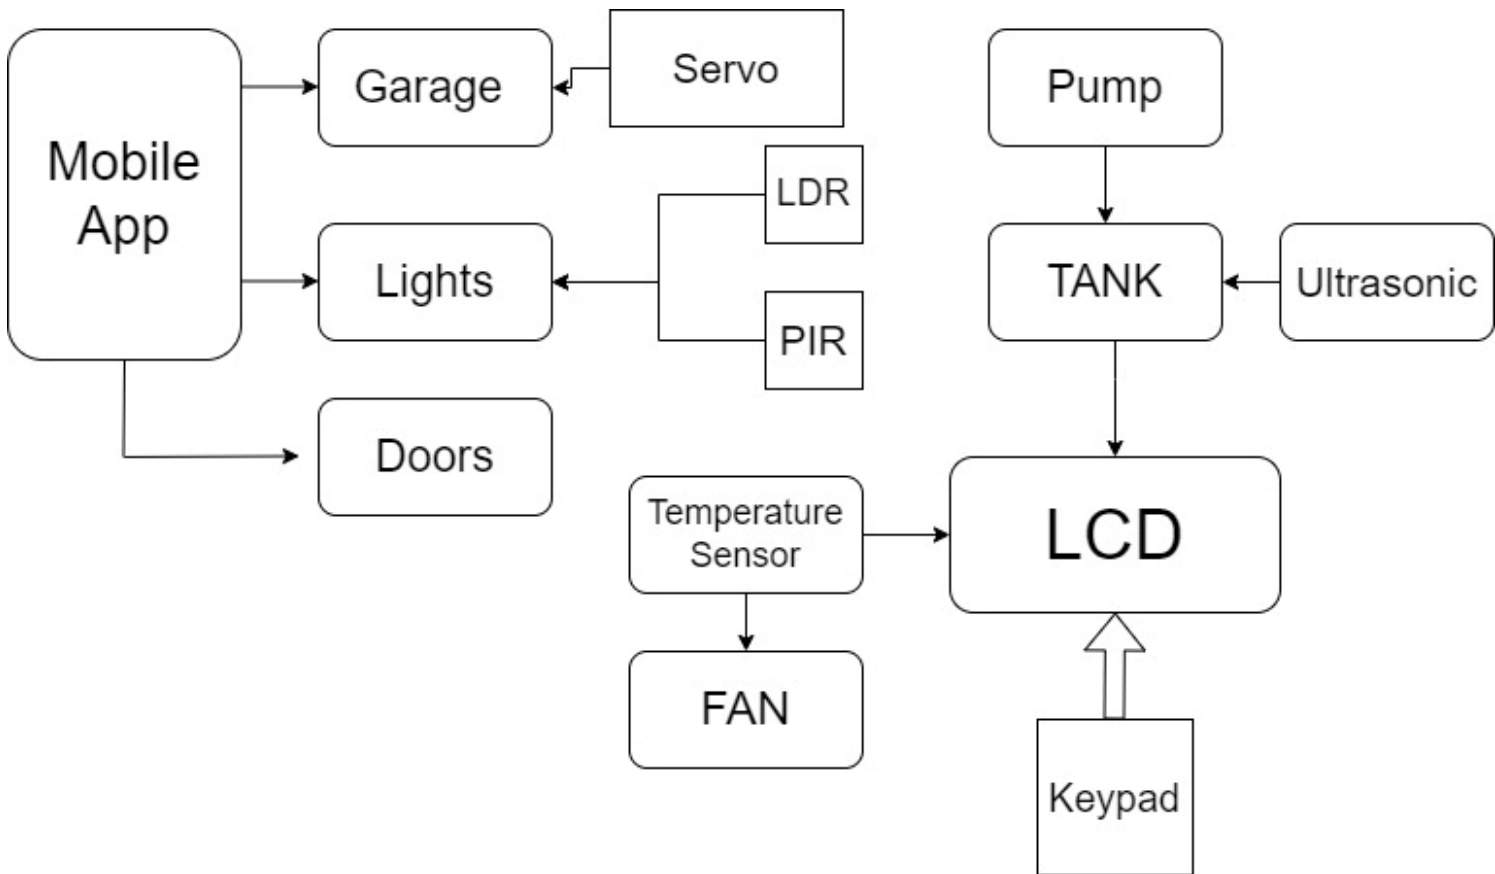 Mobile
App
Garage
Servo
Lights
LDR
PIR
Doors
Pump
TANK
Ultrasonic
Temperature
Sensor
LCD
FAN
Keypad